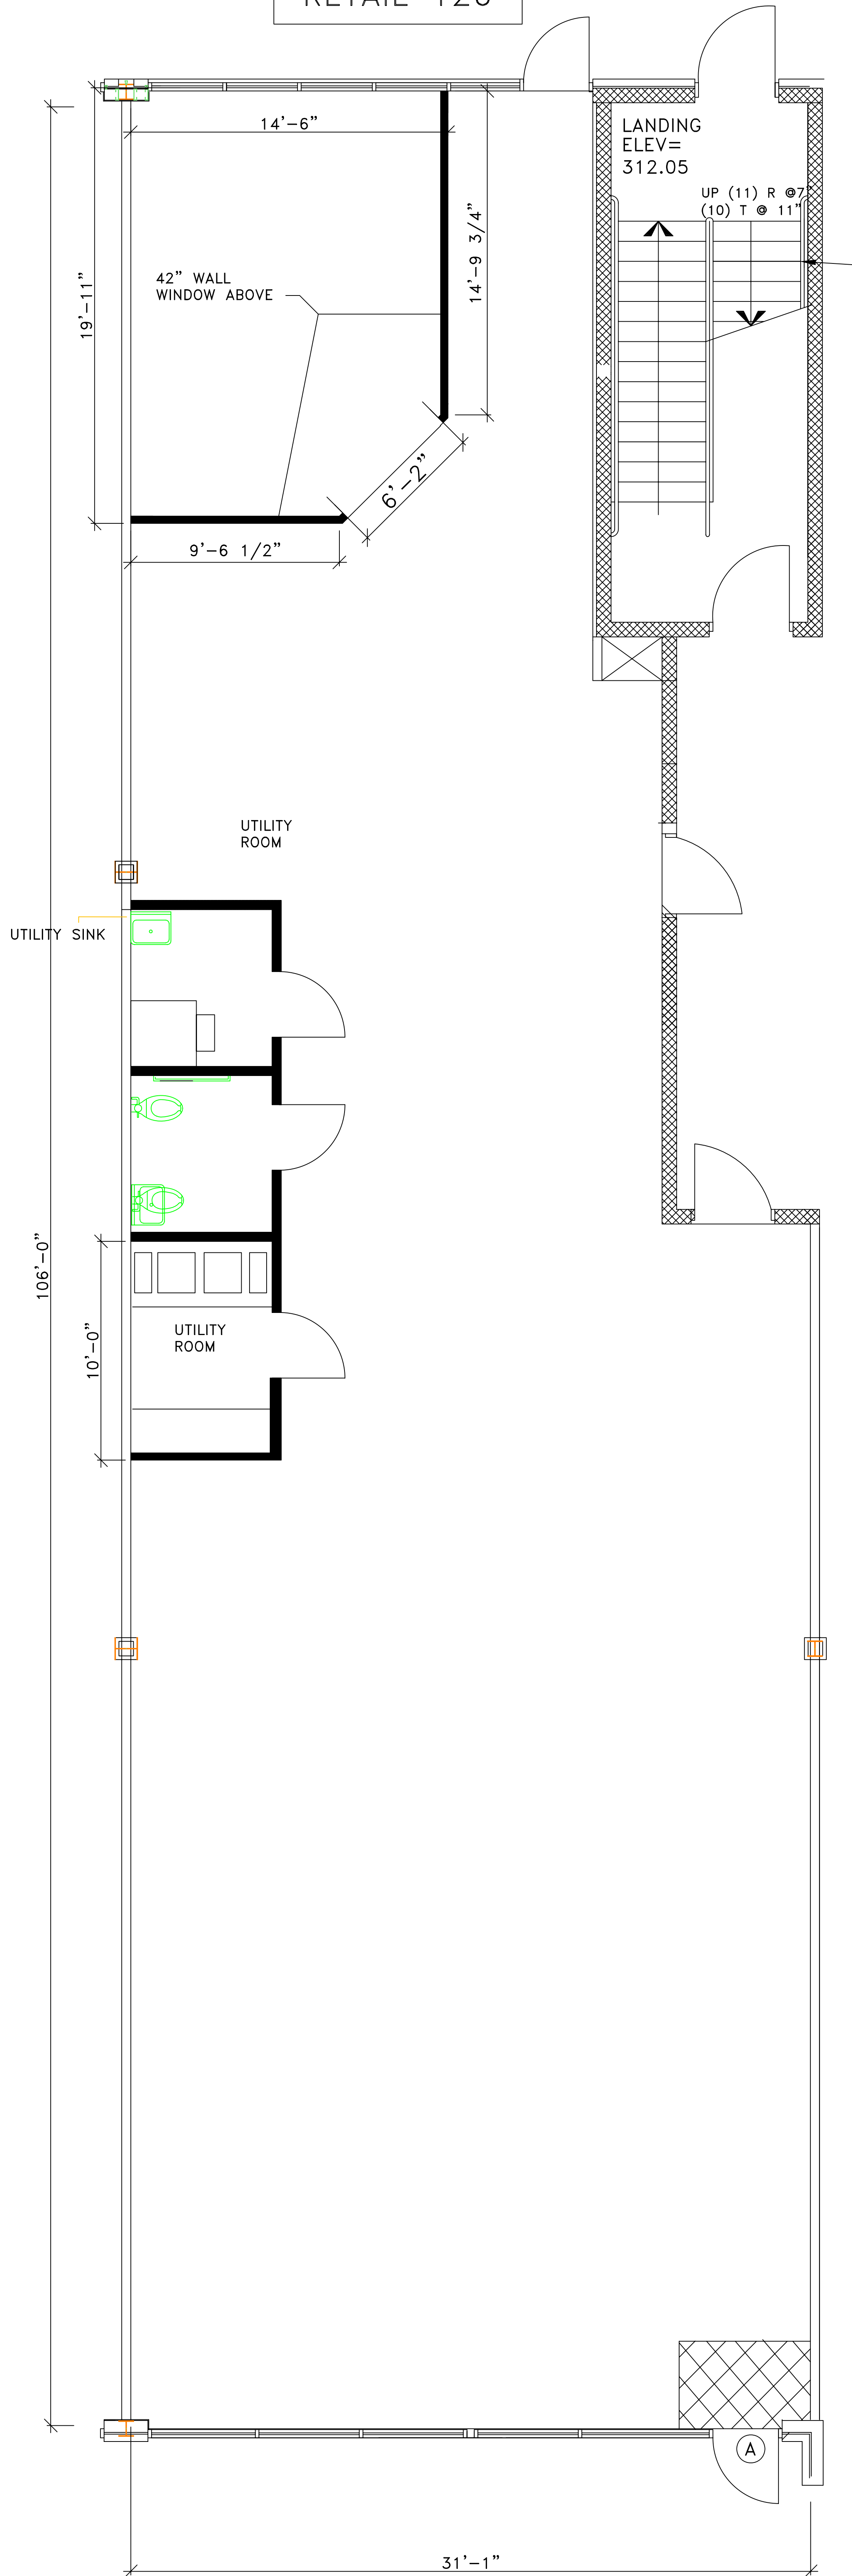 LANDING
ELEV=
312.05
14'-6"
UP (11) R @7"
(10) T @ 11"
14'-9 3/4"
19'-11"
42" WALL
WINDOW ABOVE
6'-2"
9'-6 1/2"
UTILITY
ROOM
UTILITY SINK
106'-0"
10'-0"
UTILITY
ROOM
A
31'-1"